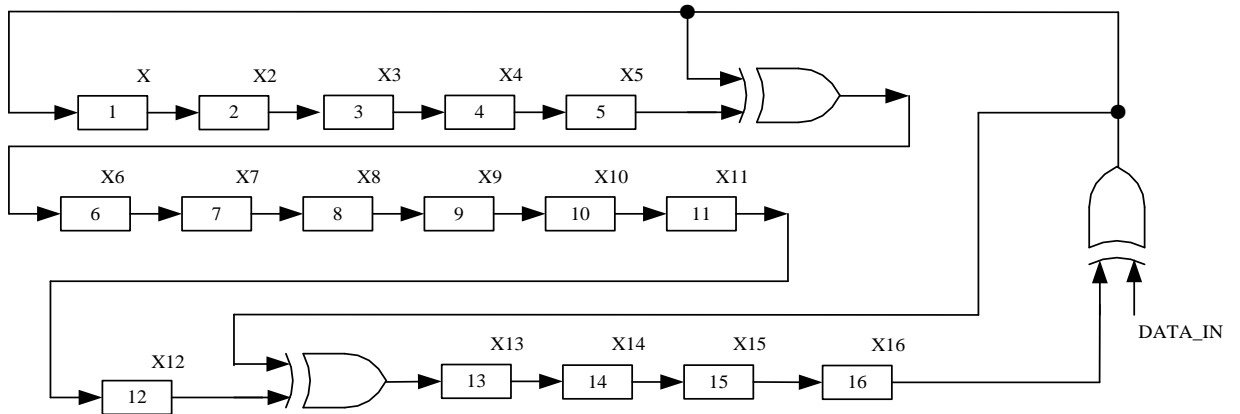 X X2 X3 X4 X5
1 2 3 4 5
X6 X7 X8 X9 X10 X11
6 7 8 9 10 11
DATA_IN
X12 X13 X14 X15 X16
12 13 14 15 16